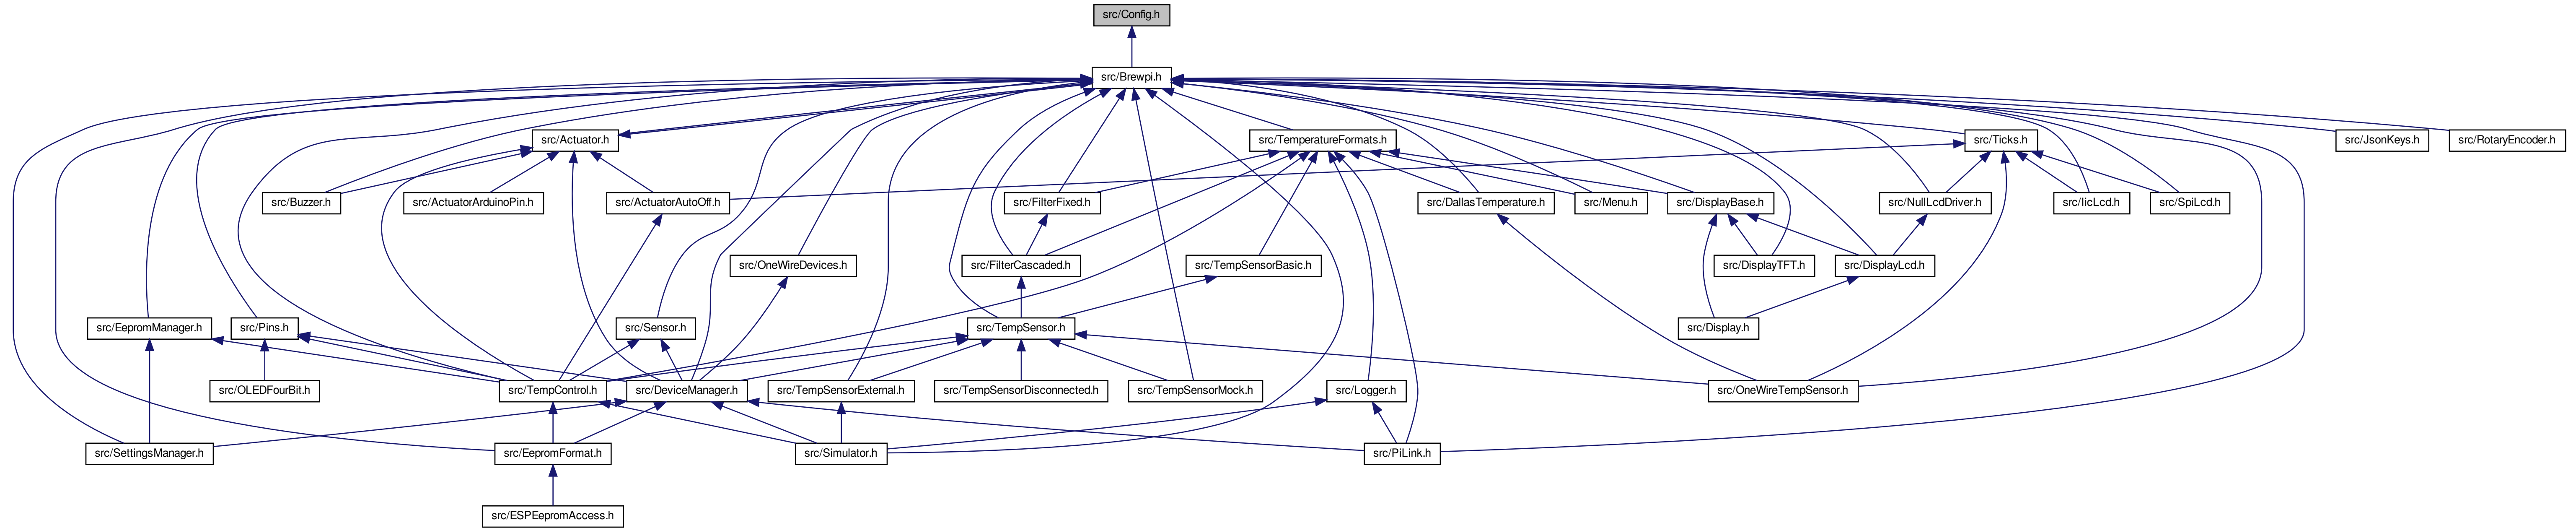 src/Config.h
src/Brewpi.h
src/Actuator.h
src/TemperatureFormats.h
src/Ticks.h
src/JsonKeys.h
src/RotaryEncoder.h
src/Buzzer.h
src/ActuatorArduinoPin.h
src/ActuatorAutoOff.h
src/FilterFixed.h
src/DallasTemperature.h
src/Menu.h
src/DisplayBase.h
src/NullLcdDriver.h
src/IicLcd.h
src/SpiLcd.h
src/OneWireDevices.h
src/FilterCascaded.h
src/TempSensorBasic.h
src/DisplayTFT.h
src/DisplayLcd.h
src/EepromManager.h
src/Pins.h
src/Sensor.h
src/TempSensor.h
src/Display.h
src/OLEDFourBit.h
src/TempControl.h
src/DeviceManager.h
src/TempSensorExternal.h
src/TempSensorDisconnected.h
src/TempSensorMock.h
src/Logger.h
src/OneWireTempSensor.h
src/SettingsManager.h
src/EepromFormat.h
src/Simulator.h
src/PiLink.h
src/ESPEepromAccess.h